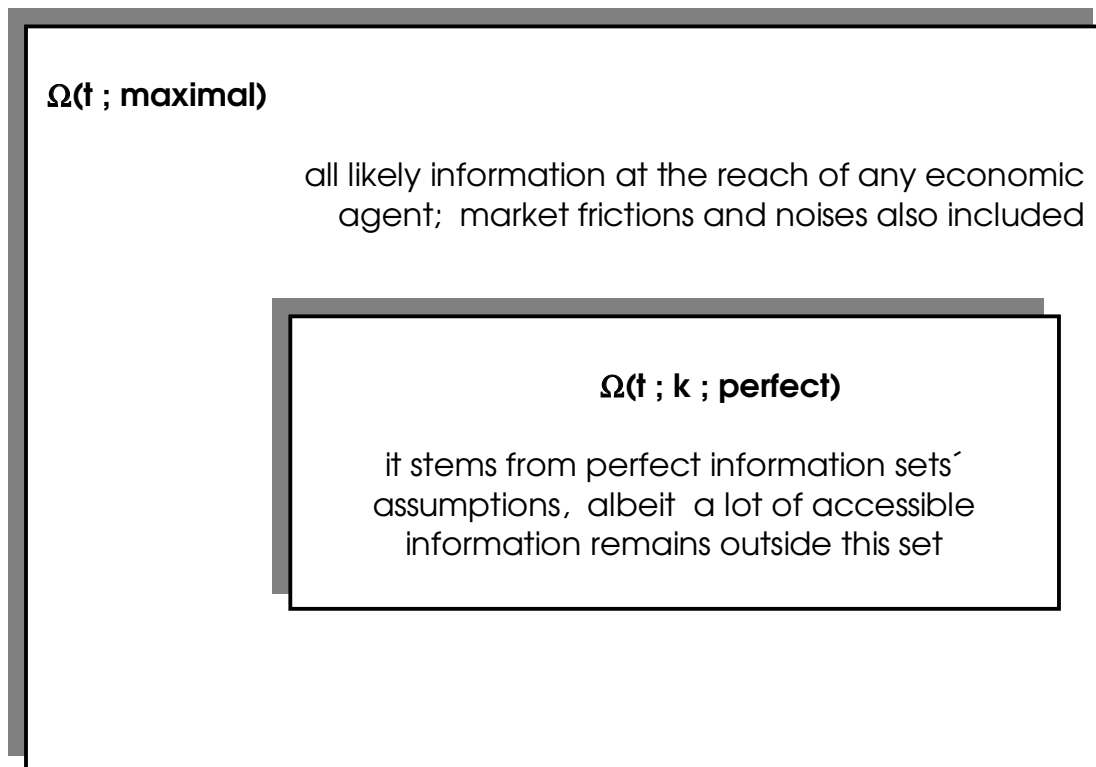 Ω(t ; maximal)
all likely information at the reach of any economic
agent; market frictions and noises also included
Ω(t ; k ; perfect)
it stems from perfect information sets´
assumptions, albeit a lot of accessible
information remains outside this set